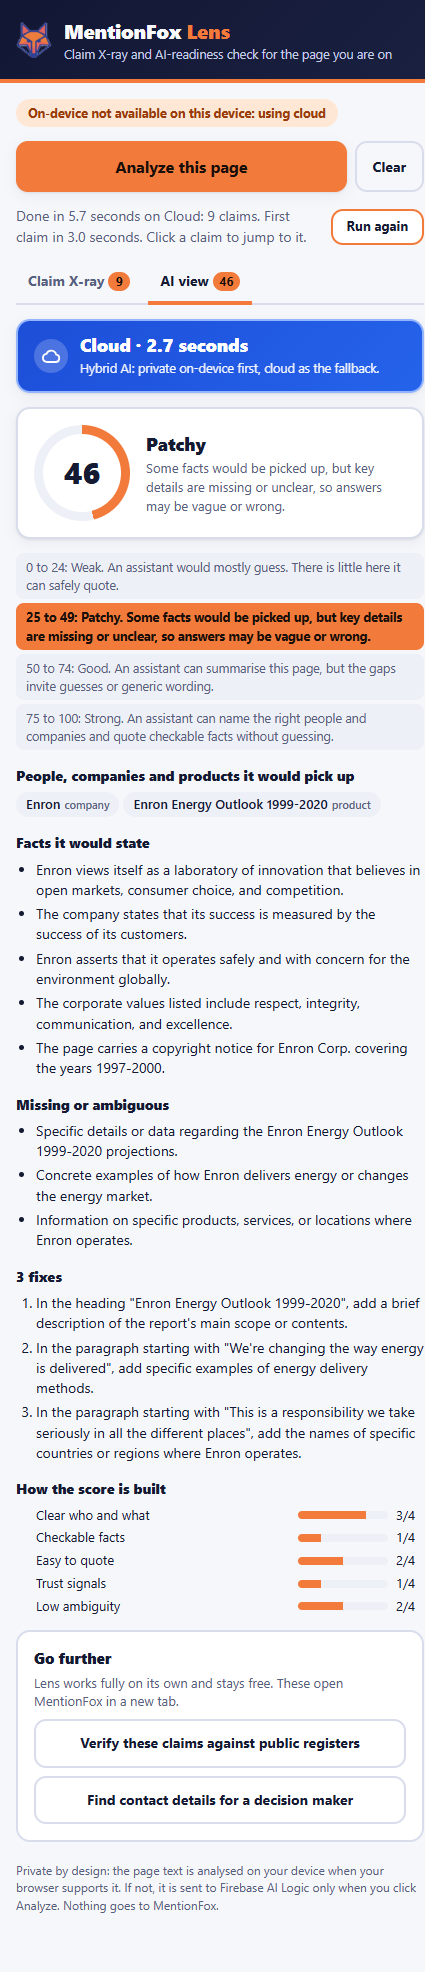 MentionFox Lens
Claim X-ray and AI-readiness check for the page you are on
On-device not available on this device: using cloud
Analyze this page
Clear
Done in 5.7 seconds on Cloud: 9 claims. First
claim in 3.0 seconds. Click a claim to jump to it.
Run again
Claim X-ray 9
AI view 46
Cloud · 2.7 seconds
Hybrid AI: private on-device first, cloud as the fallback.
46
Patchy
Some facts would be picked up, but key
details are missing or unclear, so answers
may be vague or wrong.
0 to 24: Weak. An assistant would mostly guess. There is little here it
can safely quote.
25 to 49: Patchy. Some facts would be picked up, but key details
are missing or unclear, so answers may be vague or wrong.
50 to 74: Good. An assistant can summarise this page, but the gaps
invite guesses or generic wording.
75 to 100: Strong. An assistant can name the right people and
companies and quote checkable facts without guessing.
People, companies and products it would pick up
Enron company
Enron Energy Outlook 1999-2020 product
Facts it would state
• Enron views itself as a laboratory of innovation that believes in
open markets, consumer choice, and competition.
• The company states that its success is measured by the
success of its customers.
• Enron asserts that it operates safely and with concern for the
environment globally.
• The corporate values listed include respect, integrity,
communication, and excellence.
• The page carries a copyright notice for Enron Corp. covering
the years 1997-2000.
Missing or ambiguous
• Specific details or data regarding the Enron Energy Outlook
1999-2020 projections.
• Concrete examples of how Enron delivers energy or changes
the energy market.
• Information on specific products, services, or locations where
Enron operates.
3 fixes
1. In the heading "Enron Energy Outlook 1999-2020", add a brief
description of the report's main scope or contents.
2. In the paragraph starting with "We're changing the way energy
is delivered", add specific examples of energy delivery
methods.
3. In the paragraph starting with "This is a responsibility we take
seriously in all the different places", add the names of specific
countries or regions where Enron operates.
How the score is built
Clear who and what 3/4
Checkable facts 1/4
Easy to quote 2/4
Trust signals 1/4
Low ambiguity 2/4
Go further
Lens works fully on its own and stays free. These open
MentionFox in a new tab.
Verify these claims against public registers
Find contact details for a decision maker
Private by design: the page text is analysed on your device when your
browser supports it. If not, it is sent to Firebase AI Logic only when you click
Analyze. Nothing goes to MentionFox.